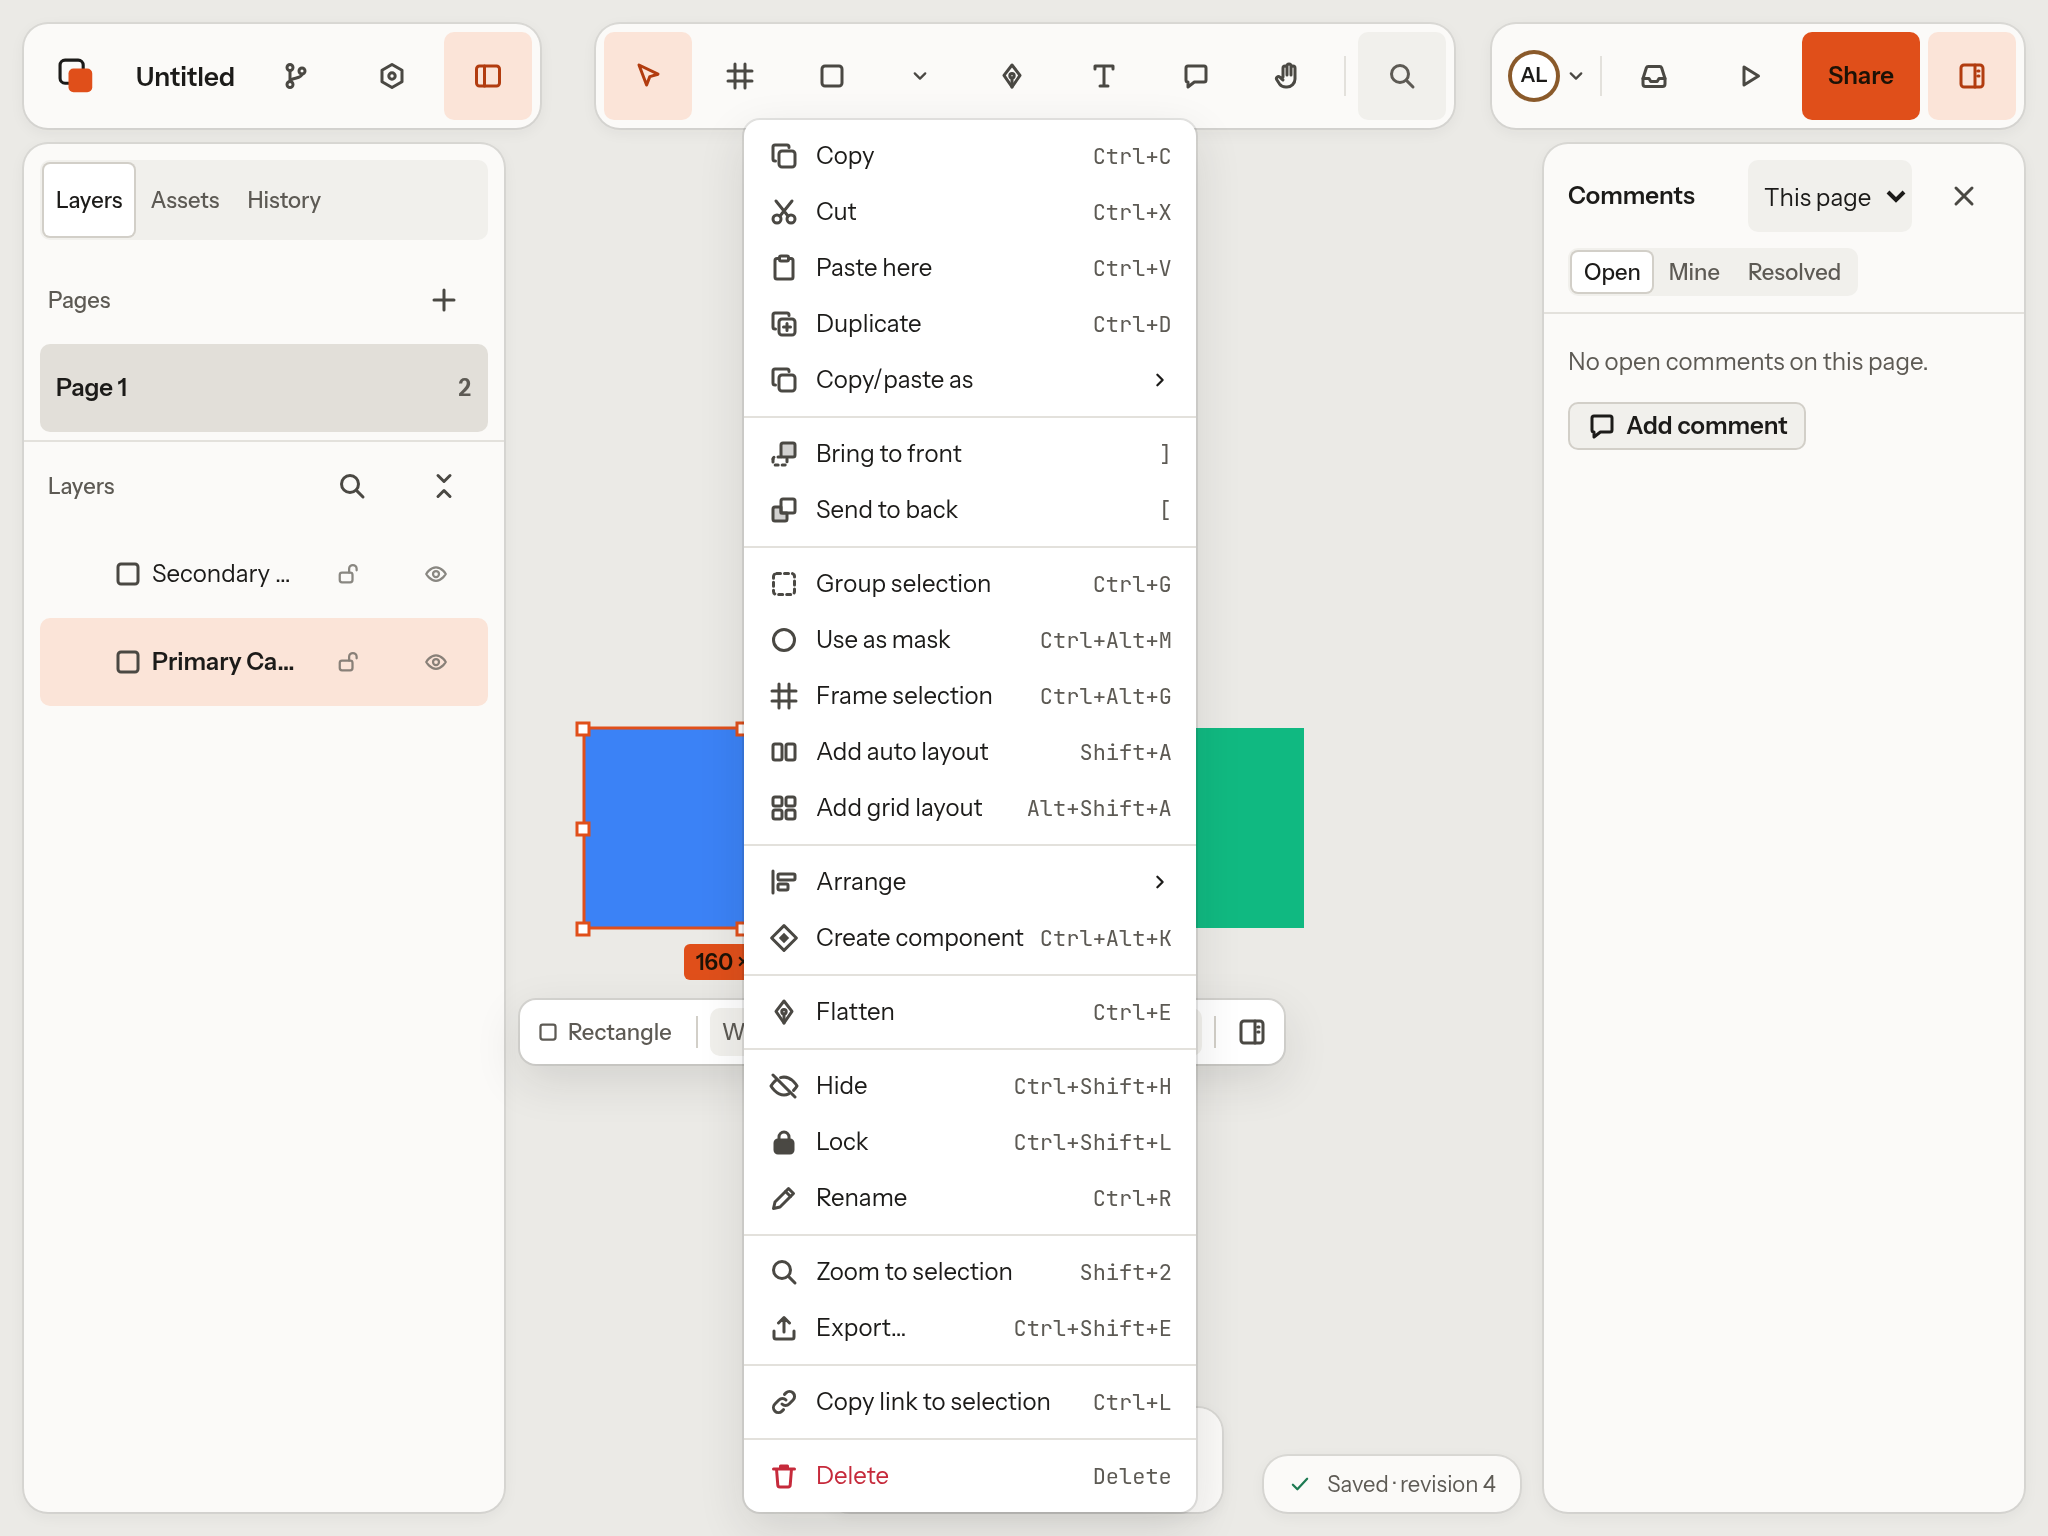 Untitled
AL
Share
Layers Assets History
Pages
Page 1 2
Layers
Secondary ...
Primary Ca...
Copy Ctrl+C
Cut Ctrl+X
Paste here Ctrl+V
Duplicate Ctrl+D
Copy/paste as
Bring to front ]
Send to back [
Group selection Ctrl+G
Use as mask Ctrl+Alt+M
Frame selection Ctrl+Alt+G
Add auto layout Shift+A
Add grid layout Alt+Shift+A
Arrange
Create component Ctrl+Alt+K
Flatten Ctrl+E
Hide Ctrl+Shift+H
Lock Ctrl+Shift+L
Rename Ctrl+R
Zoom to selection Shift+2
Export... Ctrl+Shift+E
Copy link to selection Ctrl+L
Delete Delete
160 ×
Rectangle W
Comments This page
Open Mine Resolved
No open comments on this page.
Add comment
Saved · revision 4